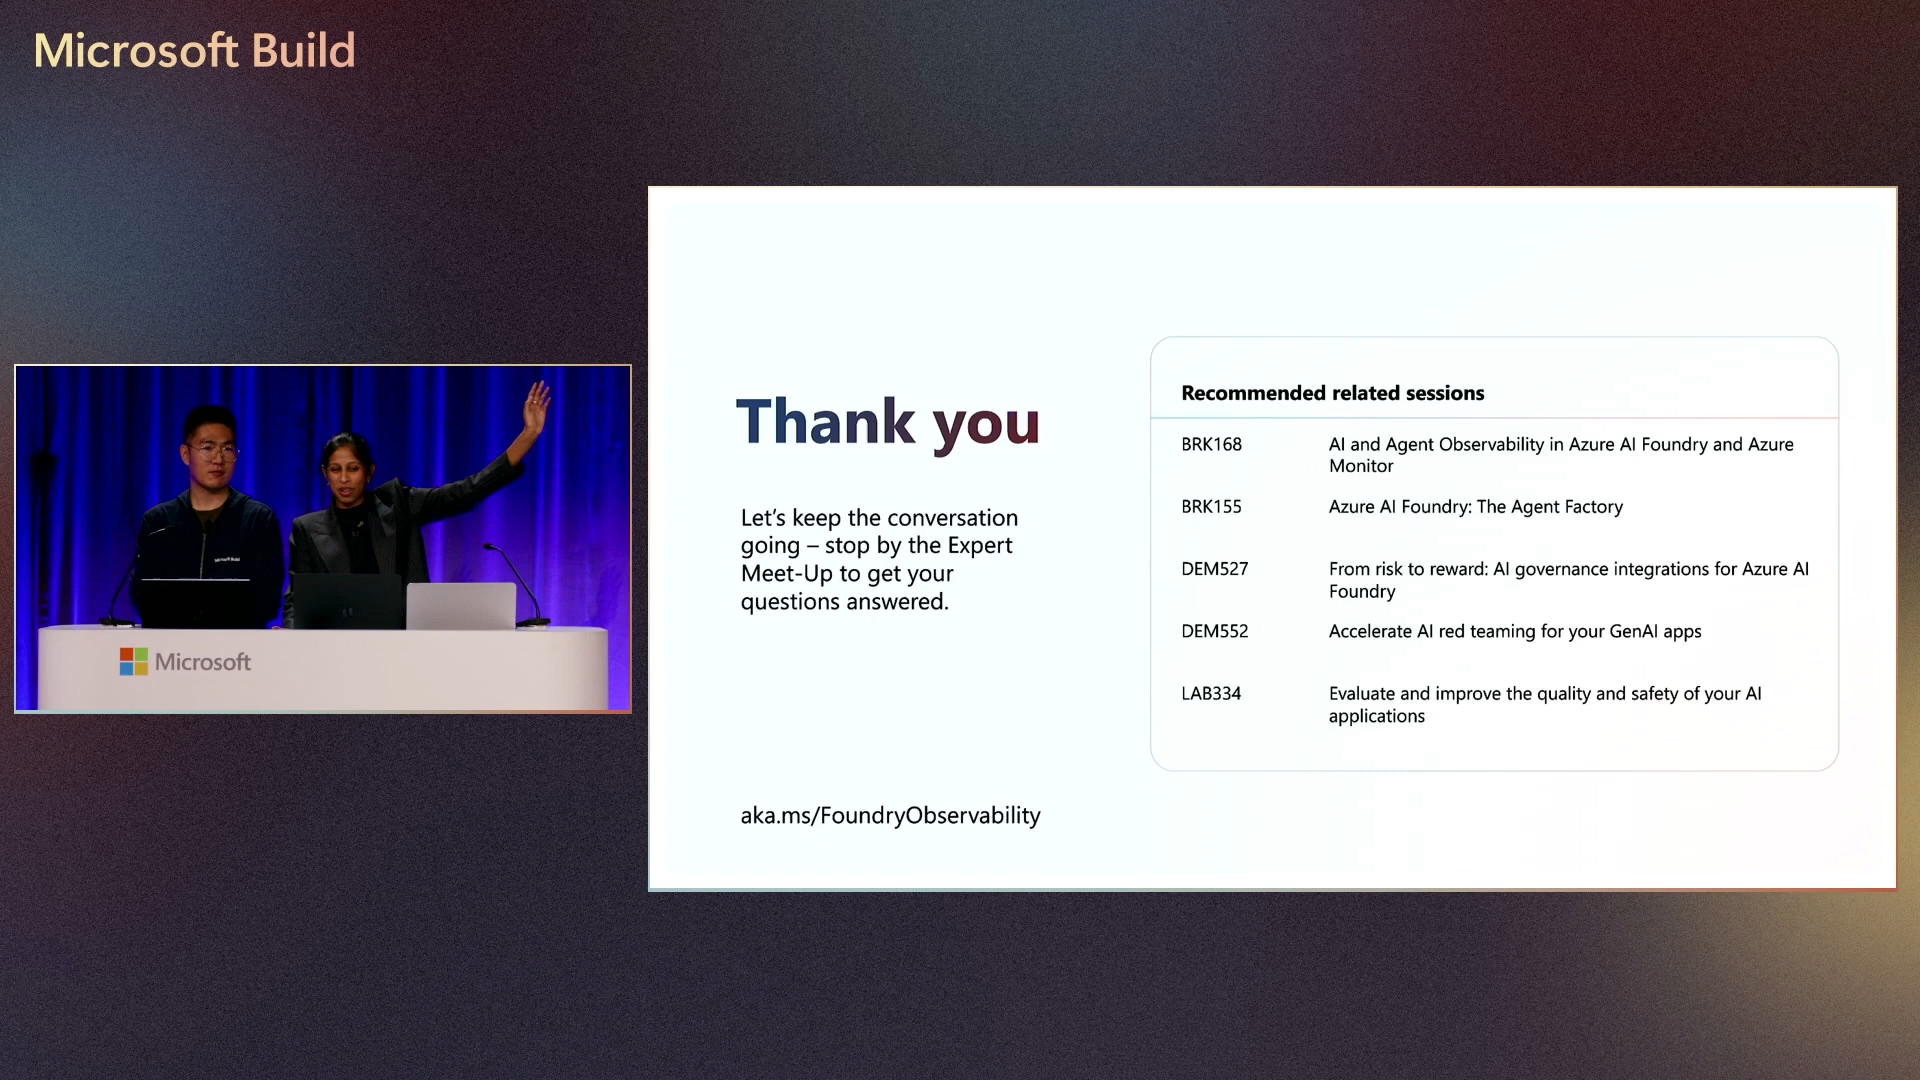 Microsoft Build
Microsoft
Thank you
Let's keep the conversation
going – stop by the Expert
Meet-Up to get your
questions answered.
aka.ms/FoundryObservability
Recommended related sessions
BRK168 AI and Agent Observability in Azure AI Foundry and Azure
Monitor
BRK155 Azure AI Foundry: The Agent Factory
DEM527 From risk to reward: AI governance integrations for Azure AI
Foundry
DEM552 Accelerate AI red teaming for your GenAI apps
LAB334 Evaluate and improve the quality and safety of your AI
applications